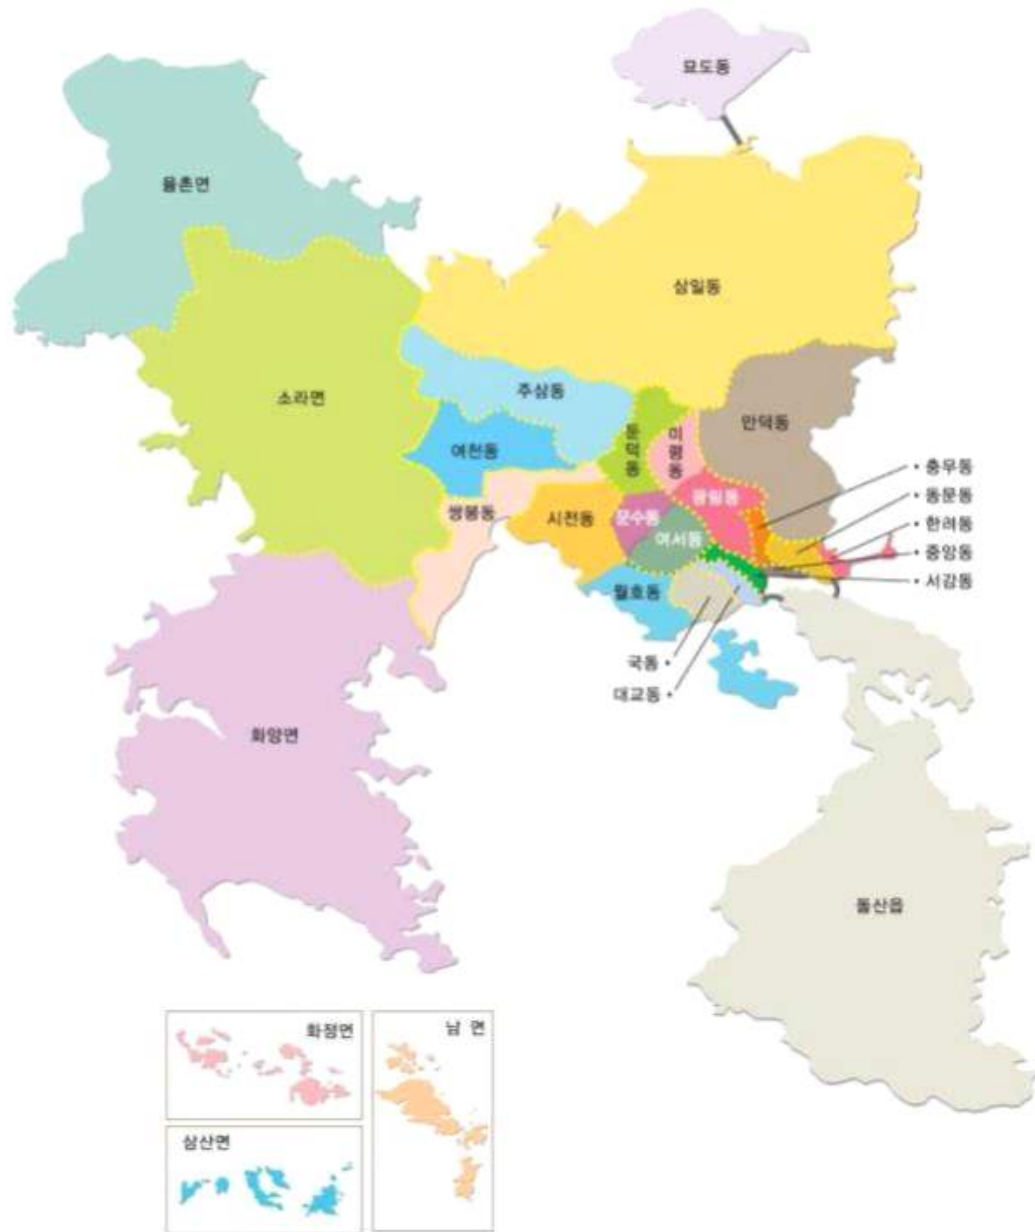 묘도동
율촌면
삼일동
소라면
주삼동
만덕동
둔덕동
미평동
여천동
충무동
광림동
동문동
쌍봉동
시전동
문수동
한려동
여서동
중앙동
서강동
월호동
국동
대교동
화양면
돌산읍
화정면
남 면
삼산면